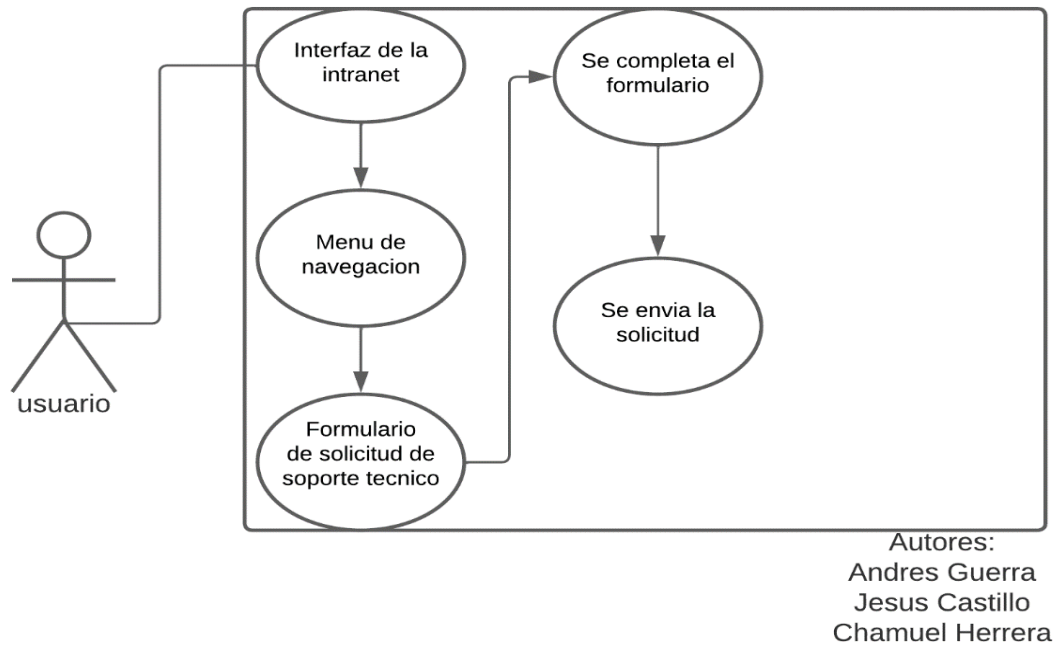 Interfaz de la
intranet
Menu de
navegacion
Formulario
de solicitud de
soporte tecnico
Se completa el
formulario
Se envia la
solicitud
usuario
Autores:
Andres Guerra
Jesus Castillo
Chamuel Herrera